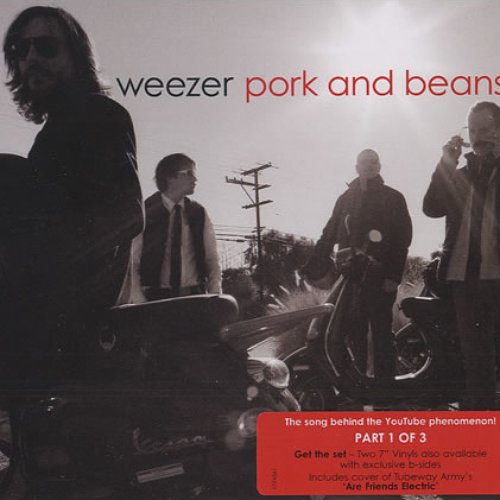 weezer pork and beans
The song behind the YouTube phenomenon!
PART 1 OF 3
Get the set – Two 7" Vinyls also available
with exclusive b-sides
Includes cover of Tubeway Army's
'Are Friends Electric'